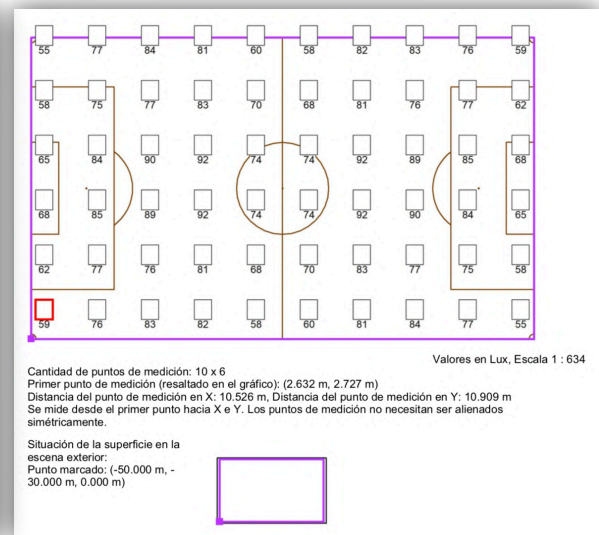 55 77 84 81 60 58 82 83 76 59
58 75 77 83 70 68 81 76 77 62
65 84 90 92 74 74 92 89 85 68
68 85 89 92 74 74 92 90 84 65
62 77 76 81 68 70 83 77 75 58
59 76 83 82 58 60 81 84 77 55
Valores en Lux, Escala 1 : 634
Cantidad de puntos de medición: 10 x 6
Primer punto de medición (resaltado en el gráfico): (2.632 m, 2.727 m)
Distancia del punto de medición en X: 10.526 m, Distancia del punto de medición en Y: 10.909 m
Se mide desde el primer punto hacia X e Y. Los puntos de medición no necesitan ser alienados
simétricamente.
Situación de la superficie en la
escena exterior:
Punto marcado: (-50.000 m, -
30.000 m, 0.000 m)